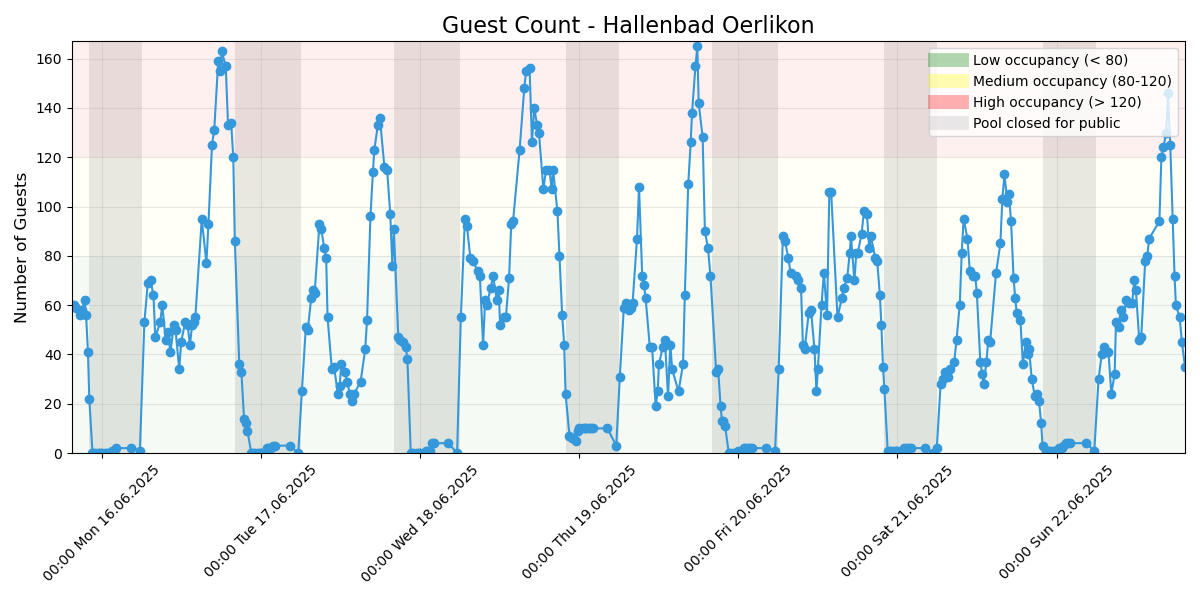 Guest Count - Hallenbad Oerlikon
Number of Guests
160
140
120
100
80
60
40
20
0
Low occupancy (< 80)
Medium occupancy (80-120)
High occupancy (> 120)
Pool closed for public
00:00 Mon 16.06.2025
00:00 Tue 17.06.2025
00:00 Wed 18.06.2025
00:00 Thu 19.06.2025
00:00 Fri 20.06.2025
00:00 Sat 21.06.2025
00:00 Sun 22.06.2025